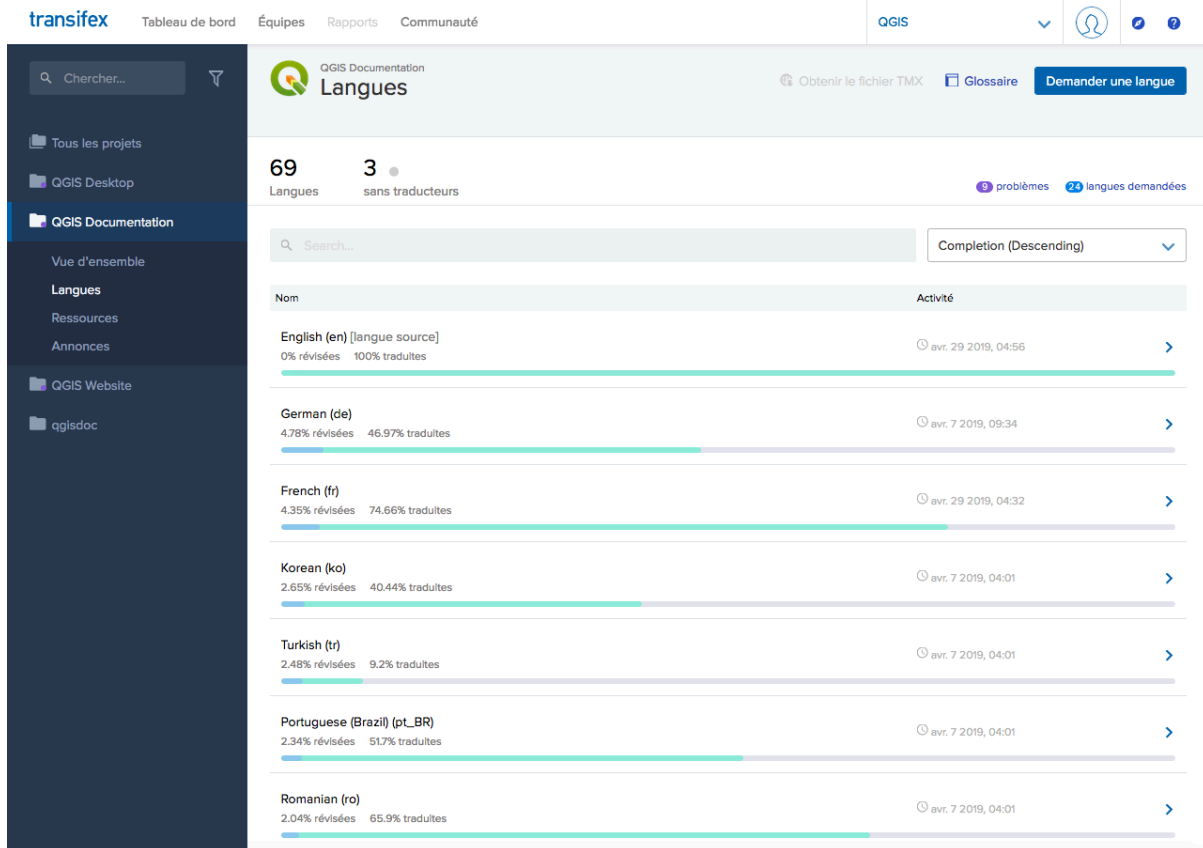 transifex Tableau de bord Équipes Rapports Communauté QGIS
Chercher...
Tous les projets
QGIS Desktop
QGIS Documentation
Vue d'ensemble
Langues
Ressources
Annonces
QGIS Website
qgisdoc
QGIS Documentation
Langues
Obtenir le fichier TMX Glossaire Demander une langue
69 3
Langues sans traducteurs
9 problèmes 24 langues demandées
Search... Completion (Descending)
Nom Activité
English (en) [langue source]
0% révisées 100% traduites
avr. 29 2019, 04:56
German (de)
4.78% révisées 46.97% traduites
avr. 7 2019, 09:34
French (fr)
4.35% révisées 74.66% traduites
avr. 29 2019, 04:32
Korean (ko)
2.65% révisées 40.44% traduites
avr. 7 2019, 04:01
Turkish (tr)
2.48% révisées 9.2% traduites
avr. 7 2019, 04:01
Portuguese (Brazil) (pt_BR)
2.34% révisées 51.7% traduites
avr. 7 2019, 04:01
Romanian (ro)
2.04% révisées 65.9% traduites
avr. 7 2019, 04:01